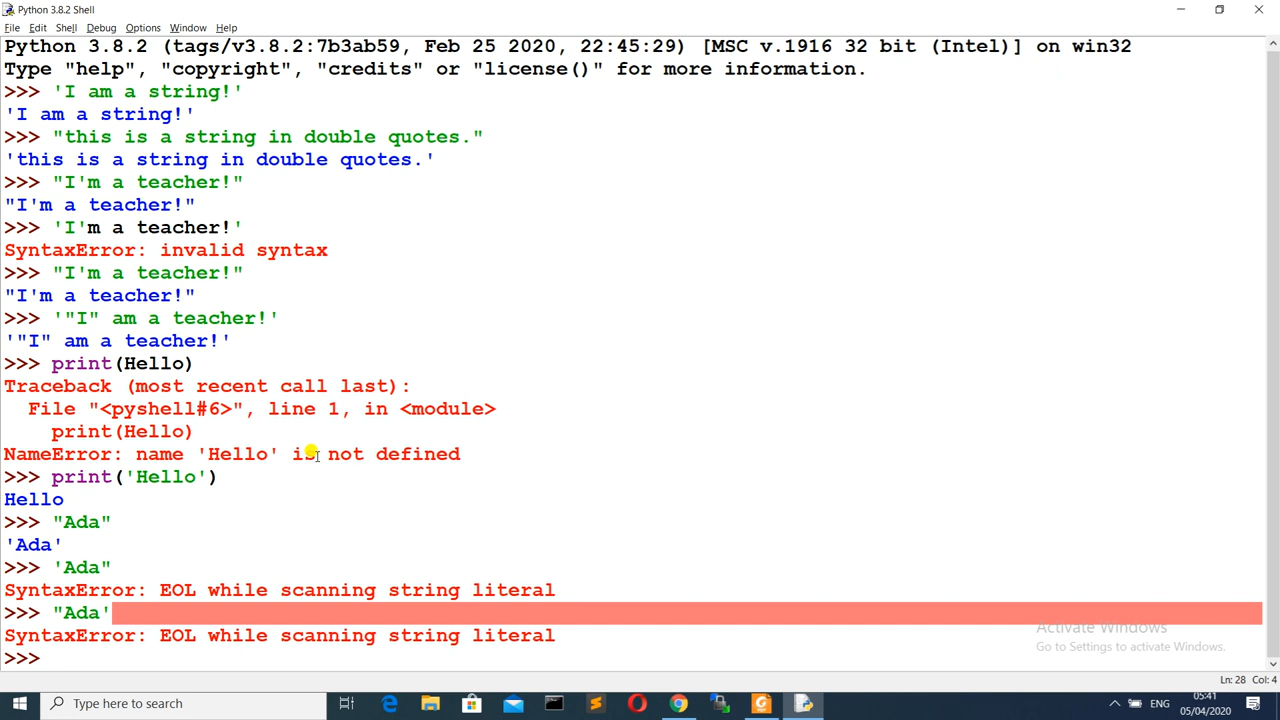 Python 3.8.2 Shell
File Edit Shell Debug Options Window Help
Python 3.8.2 (tags/v3.8.2:7b3ab59, Feb 25 2020, 22:45:29) [MSC v.1916 32 bit (Intel)] on win32
Type "help", "copyright", "credits" or "license()" for more information.
>>> 'I am a string!'
'I am a string!'
>>> "this is a string in double quotes."
'this is a string in double quotes.'
>>> "I'm a teacher!"
"I'm a teacher!"
>>> 'I'm a teacher!'
SyntaxError: invalid syntax
>>> "I'm a teacher!"
"I'm a teacher!"
>>> '"I" am a teacher!'
'"I" am a teacher!'
>>> print(Hello)
Traceback (most recent call last):
  File "<pyshell#6>", line 1, in <module>
    print(Hello)
NameError: name 'Hello' is not defined
>>> print('Hello')
Hello
>>> "Ada"
'Ada'
>>> 'Ada"
SyntaxError: EOL while scanning string literal
>>> "Ada'
SyntaxError: EOL while scanning string literal
>>>
Activate Windows
Go to Settings to activate Windows.
Ln: 28 Col: 4
Type here to search
ENG
05:41
05/04/2020